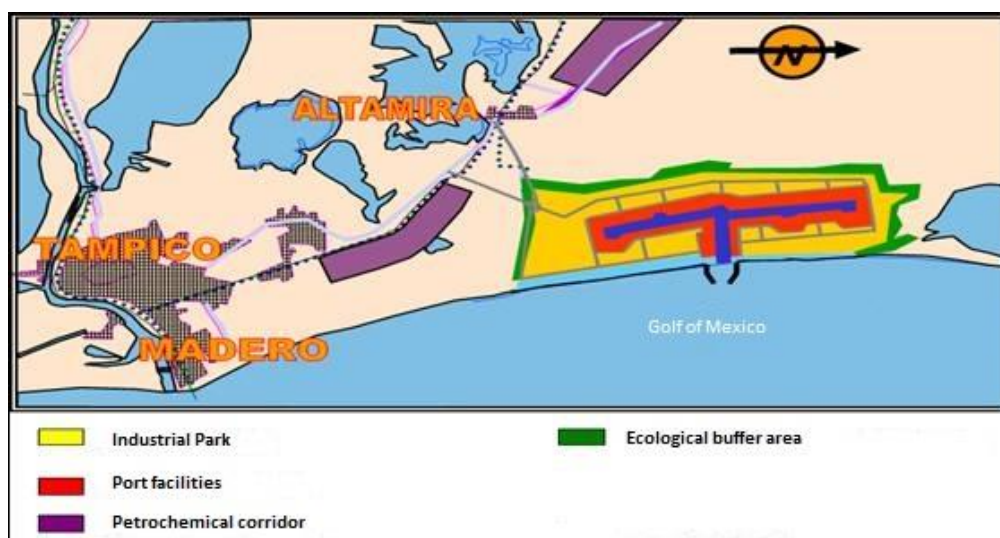 N
ALTAMIRA
TAMPICO
MADERO
Golf of Mexico
Industrial Park
Ecological buffer area
Port facilities
Petrochemical corridor